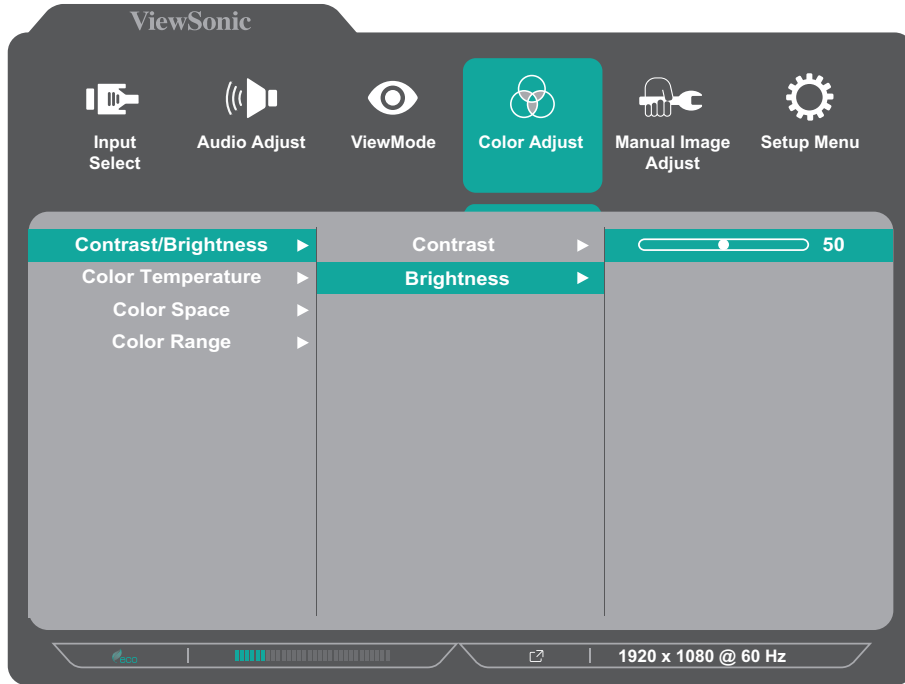 ViewSonic
Input Select
Audio Adjust
ViewMode
Color Adjust
Manual Image Adjust
Setup Menu
Contrast/Brightness
Contrast
50
Color Temperature
Brightness
Color Space
Color Range
eco
1920 x 1080 @ 60 Hz